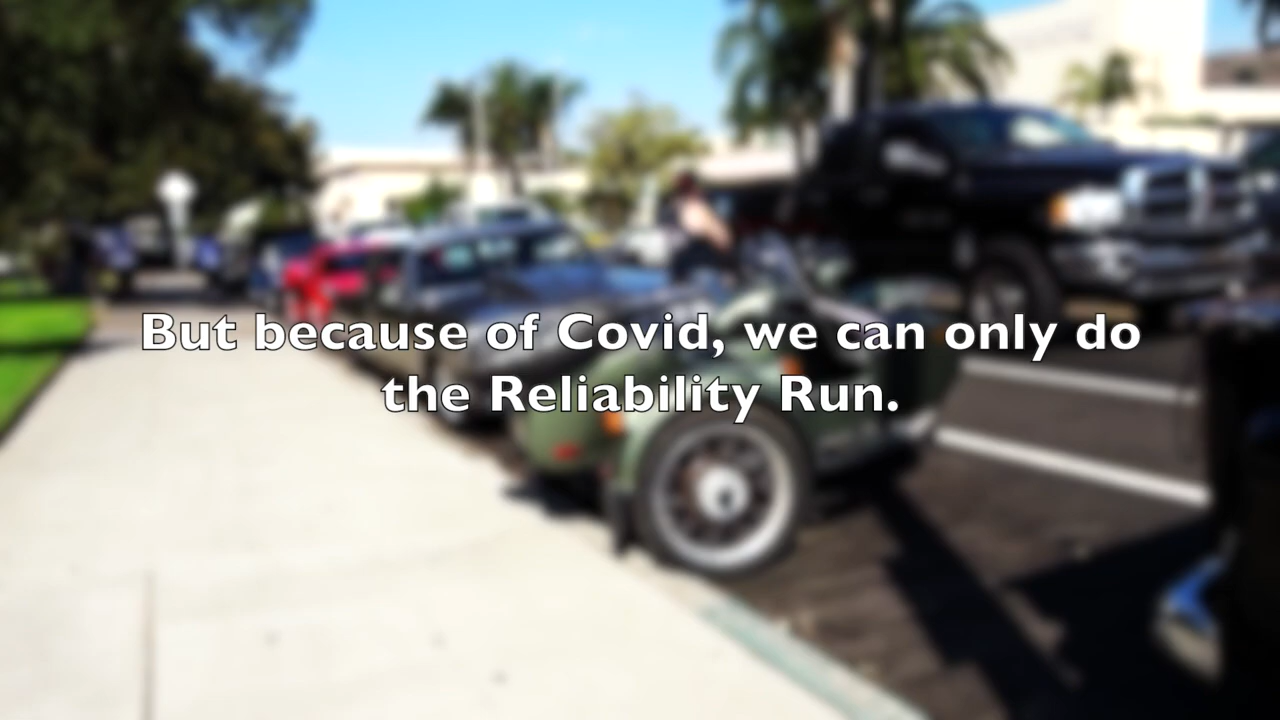 But because of Covid, we can only do
the Reliability Run.